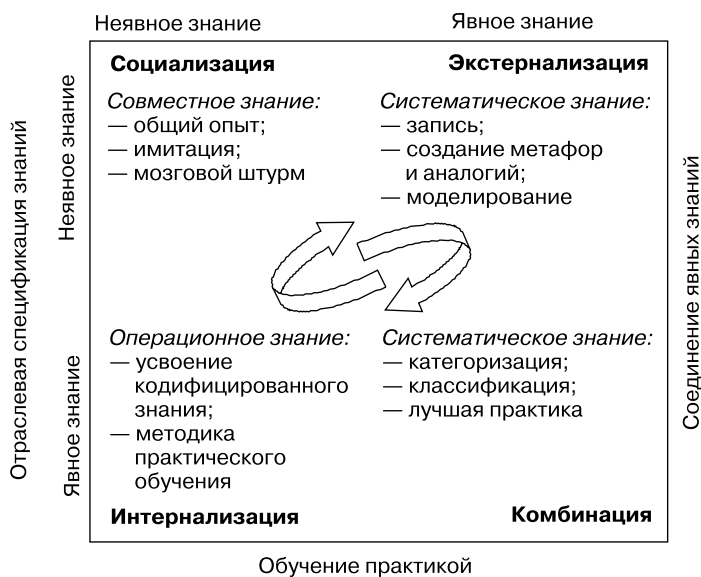 Неявное знание
Явное знание
Социализация
Экстернализация
Совместное знание:
— общий опыт;
— имитация;
— мозговой штурм
Систематическое знание:
— запись;
— создание метафор
и аналогий;
— моделирование
Отраслевая спецификация знаний
Неявное знание
Явное знание
Соединение явных знаний
Операционное знание:
— усвоение
кодифицированного
знания;
— методика
практического
обучения
Систематическое знание:
— категоризация;
— классификация;
— лучшая практика
Интернализация
Комбинация
Обучение практикой